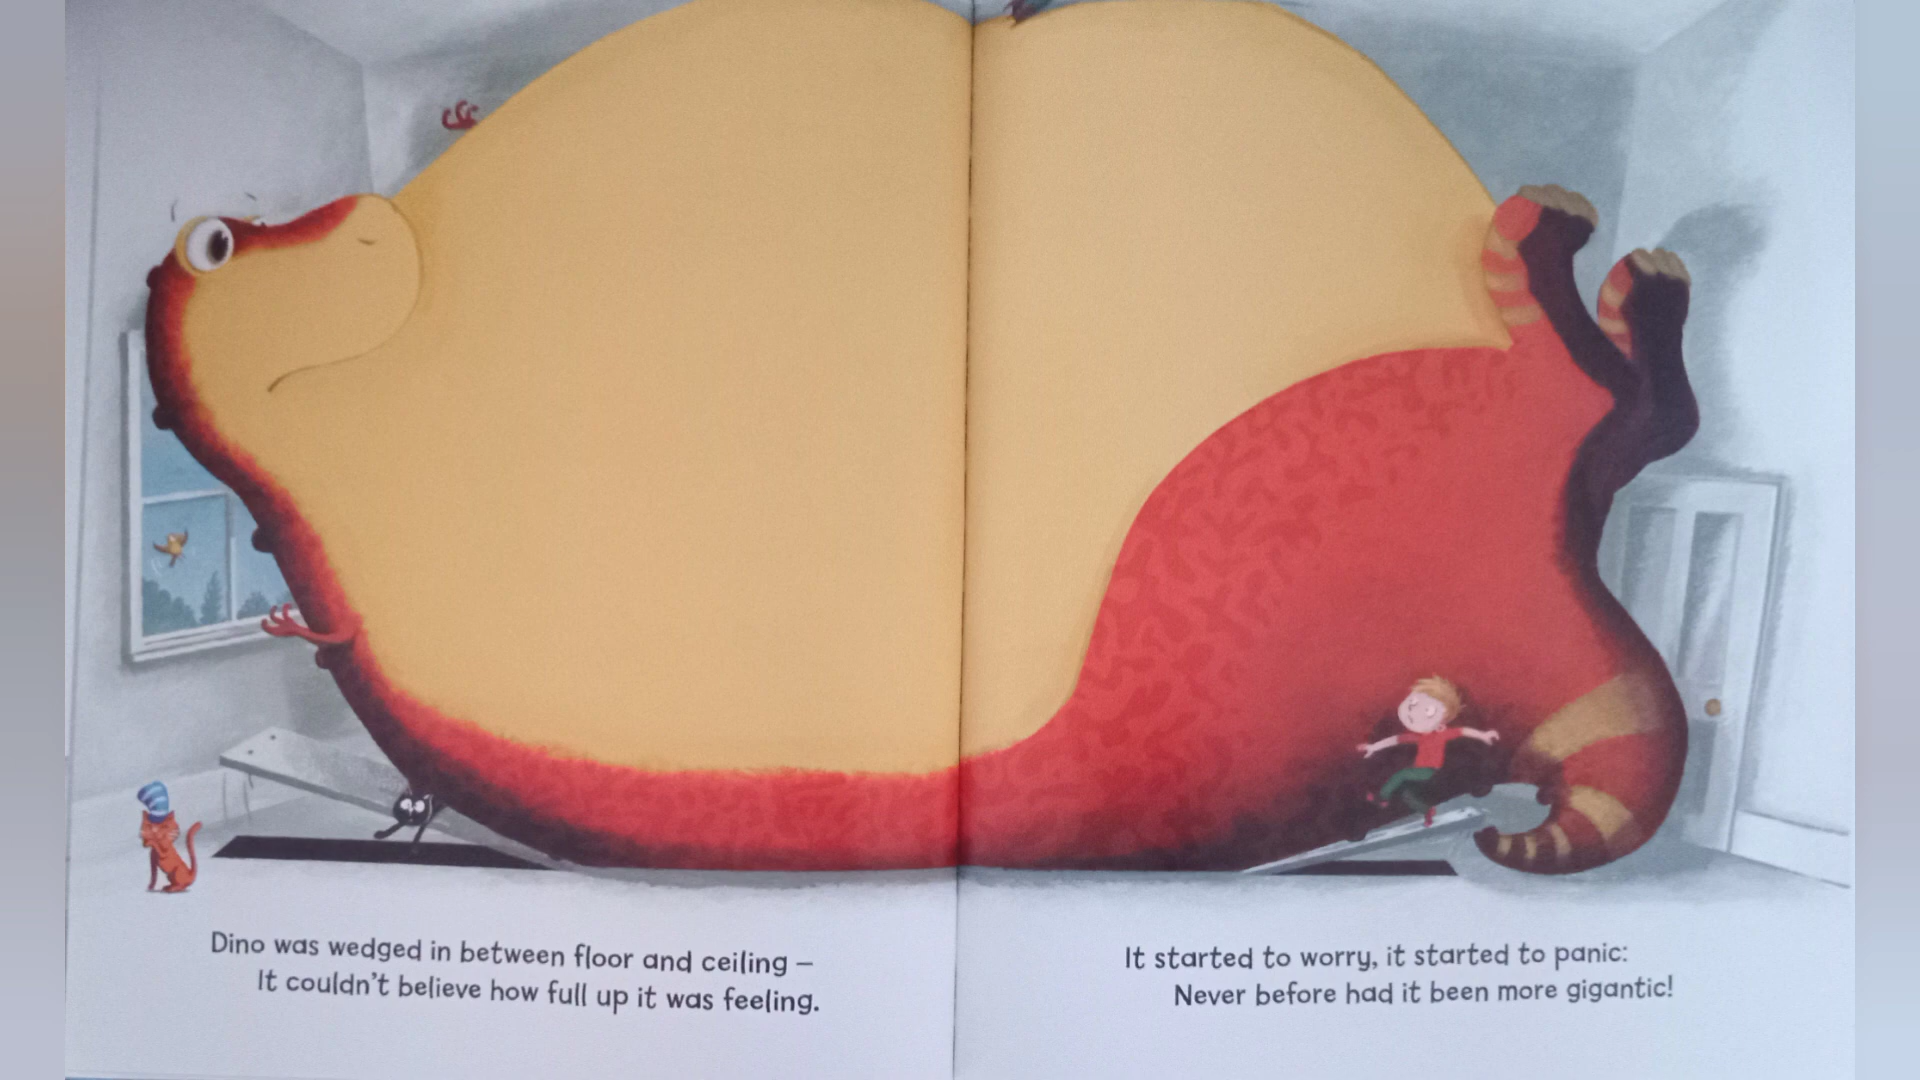 Dino was wedged in between floor and ceiling –
It couldn't believe how full up it was feeling.
It started to worry, it started to panic:
Never before had it been more gigantic!